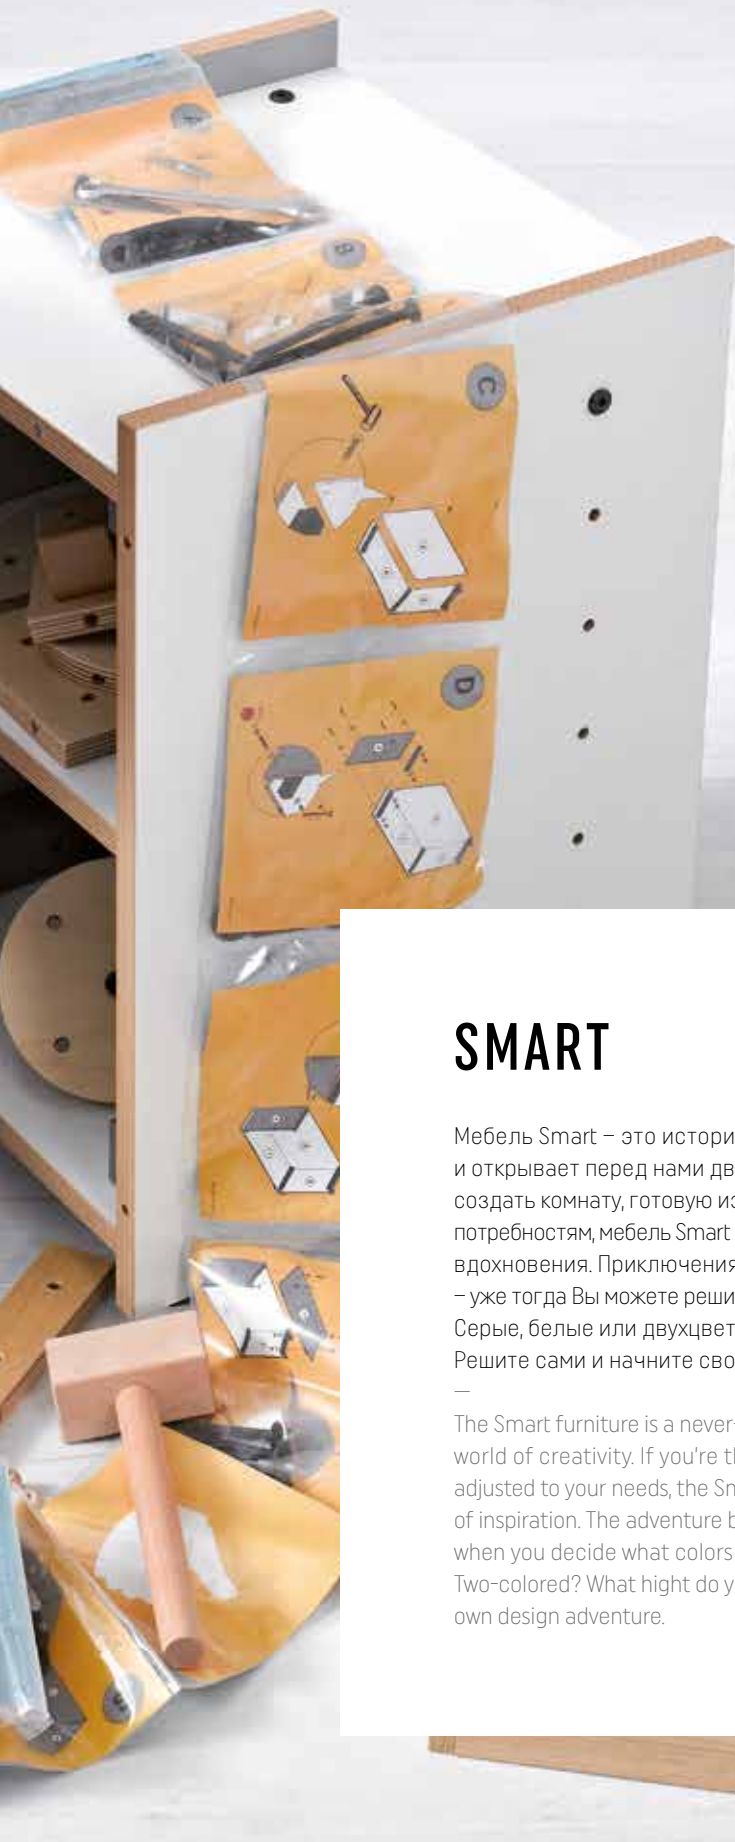 A
B
C
D
SMART
Мебель Smart – это истори
и открывает перед нами дв
создать комнату, готовую из
потребностям, мебель Smart
вдохновения. Приключения
– уже тогда Вы можете реши
Серые, белые или двухцвет
Решите сами и начните сво
—
The Smart furniture is a never-
world of creativity. If you're th
adjusted to your needs, the Sm
of inspiration. The adventure b
when you decide what colors
Two-colored? What hight do y
own design adventure.